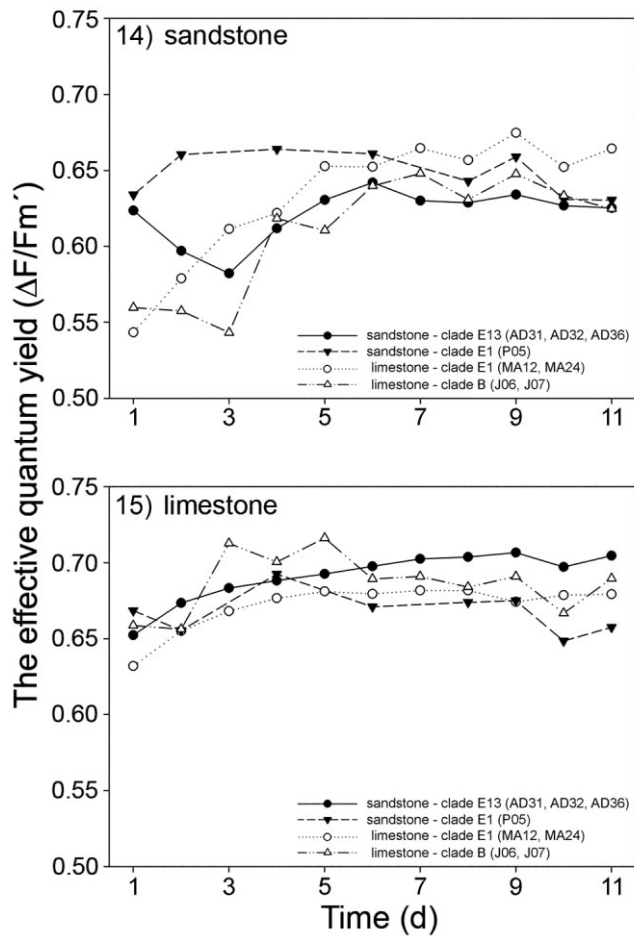 The effective quantum yield (ΔF/Fm´)
14) sandstone
0.75
0.70
0.65
0.60
0.55
0.50
sandstone - clade E13 (AD31, AD32, AD36)
sandstone - clade E1 (P05)
limestone - clade E1 (MA12, MA24)
limestone - clade B (J06, J07)
1 3 5 7 9 11
15) limestone
0.75
0.70
0.65
0.60
0.55
0.50
sandstone - clade E13 (AD31, AD32, AD36)
sandstone - clade E1 (P05)
limestone - clade E1 (MA12, MA24)
limestone - clade B (J06, J07)
1 3 5 7 9 11
Time (d)